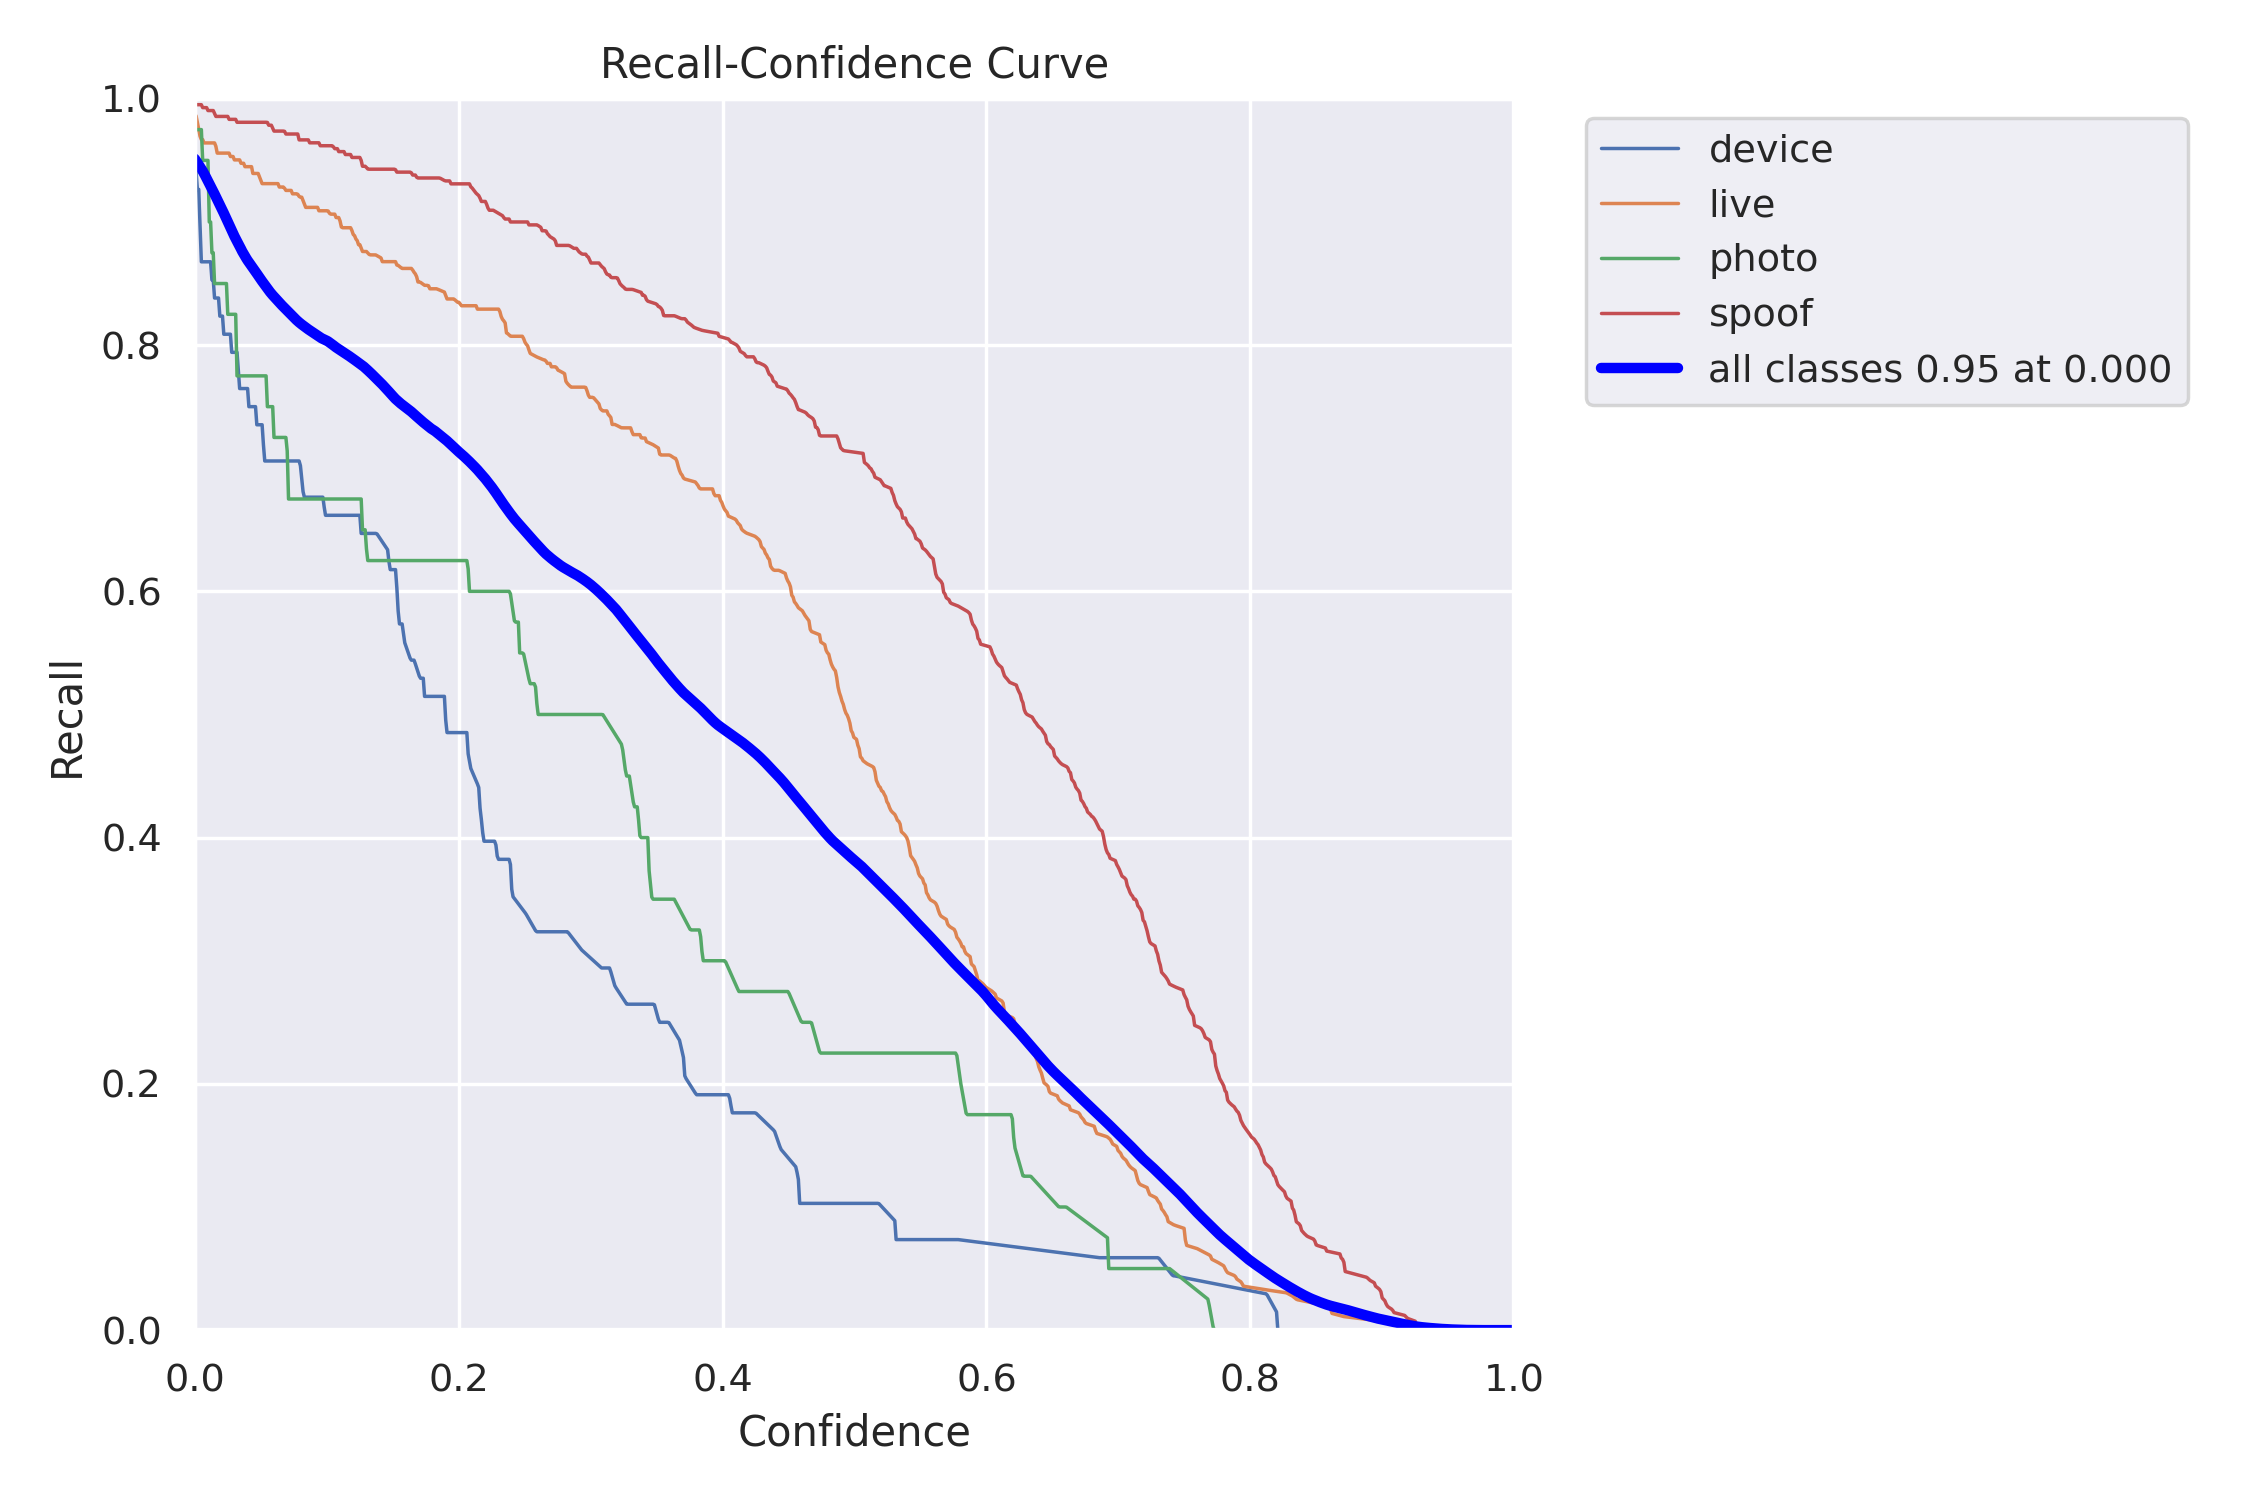 Recall-Confidence Curve
1.0
0.8
0.6
0.4
0.2
0.0
Recall
0.0 0.2 0.4 0.6 0.8 1.0
Confidence
device
live
photo
spoof
all classes 0.95 at 0.000